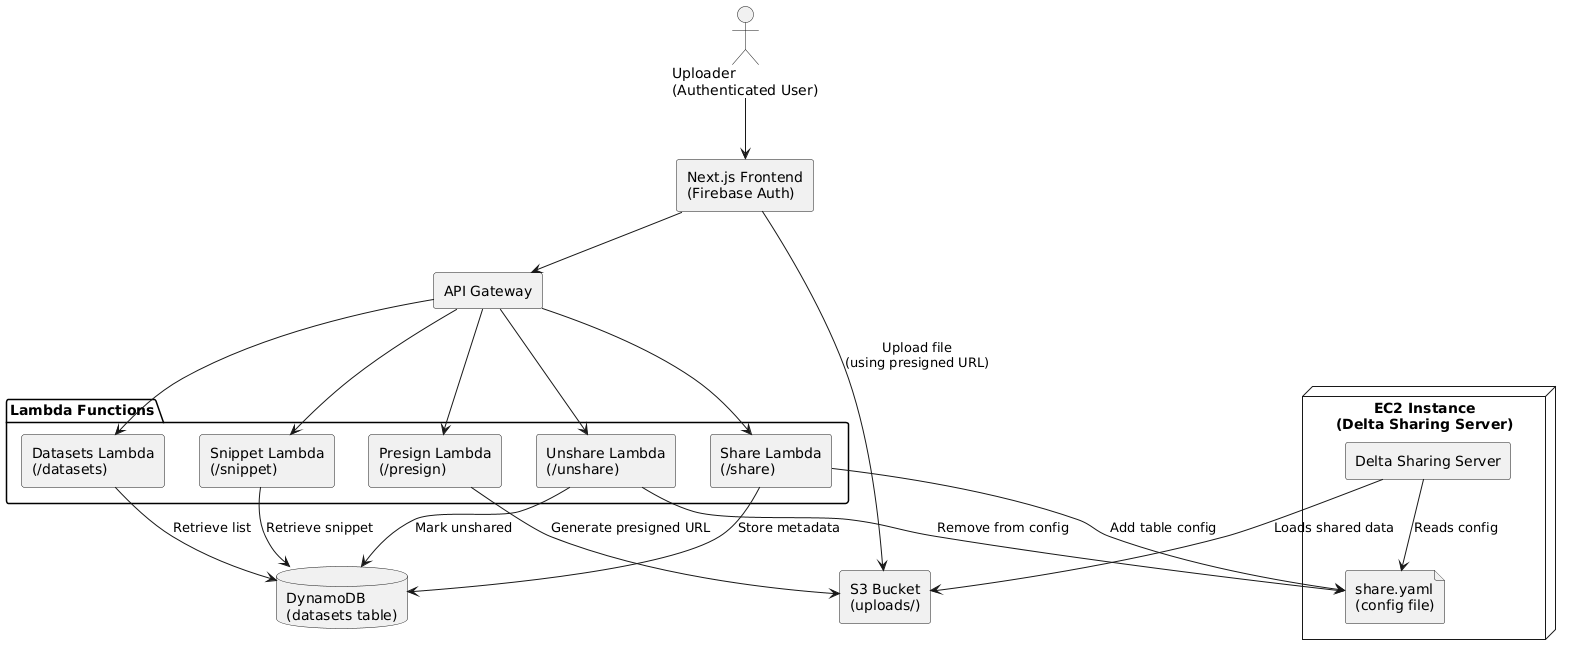 Uploader
(Authenticated User)
Next.js Frontend
(Firebase Auth)
API Gateway
Upload file
(using presigned URL)
Lambda Functions
Datasets Lambda
(/datasets)
Snippet Lambda
(/snippet)
Presign Lambda
(/presign)
Unshare Lambda
(/unshare)
Share Lambda
(/share)
EC2 Instance
(Delta Sharing Server)
Delta Sharing Server
Retrieve list
Retrieve snippet
Mark unshared
Generate presigned URL
Store metadata
Remove from config
Add table config
Loads shared data
Reads config
DynamoDB
(datasets table)
S3 Bucket
(uploads/)
share.yaml
(config file)